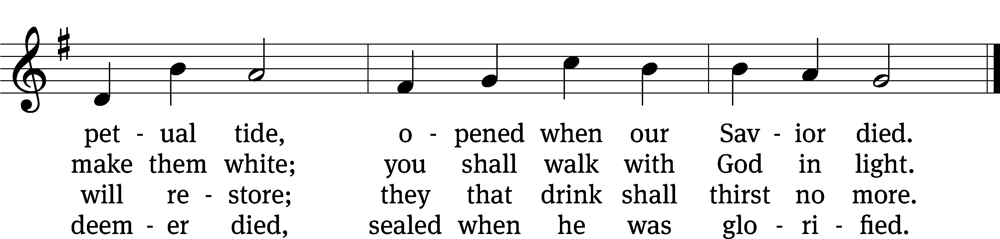 pet - ual tide, o - pened when our Sav - ior died.
make them white; you shall walk with God in light.
will re - store; they that drink shall thirst no more.
deem - er died, sealed when he was glo - ri - fied.